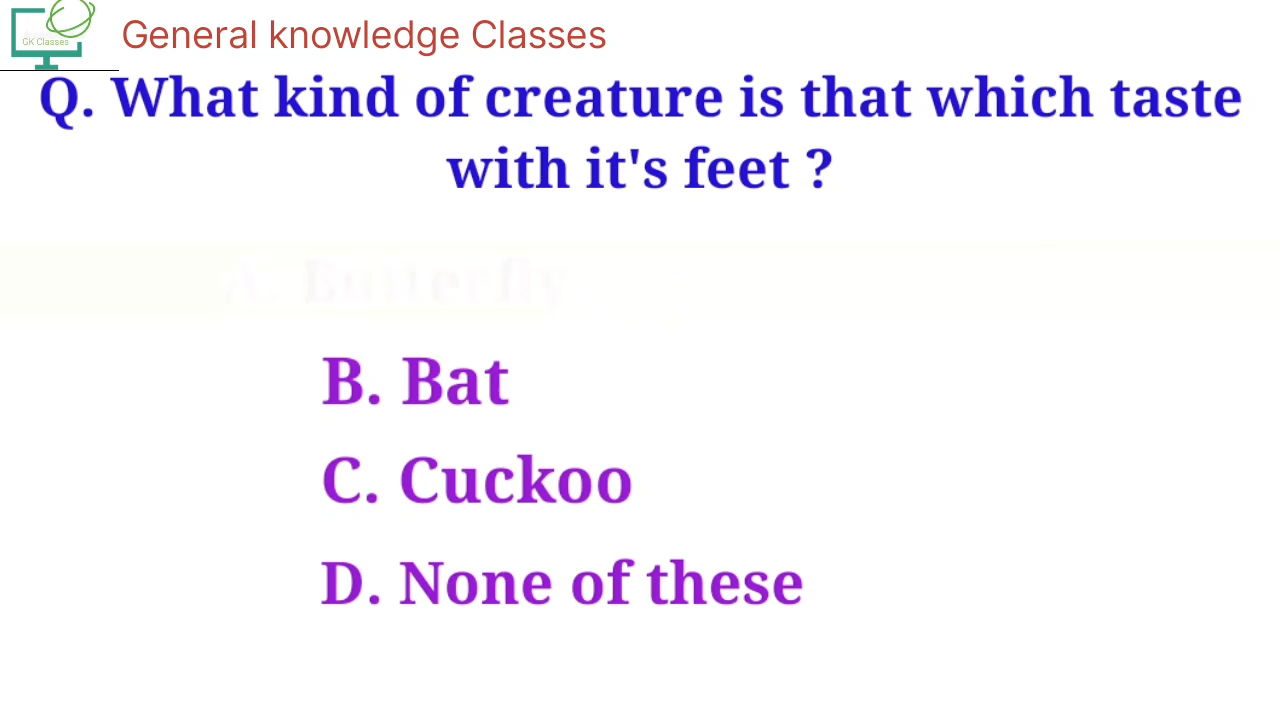 GK Classes
General knowledge Classes
Q. What kind of creature is that which taste
with it's feet ?
A. Butterfly
B. Bat
C. Cuckoo
D. None of these